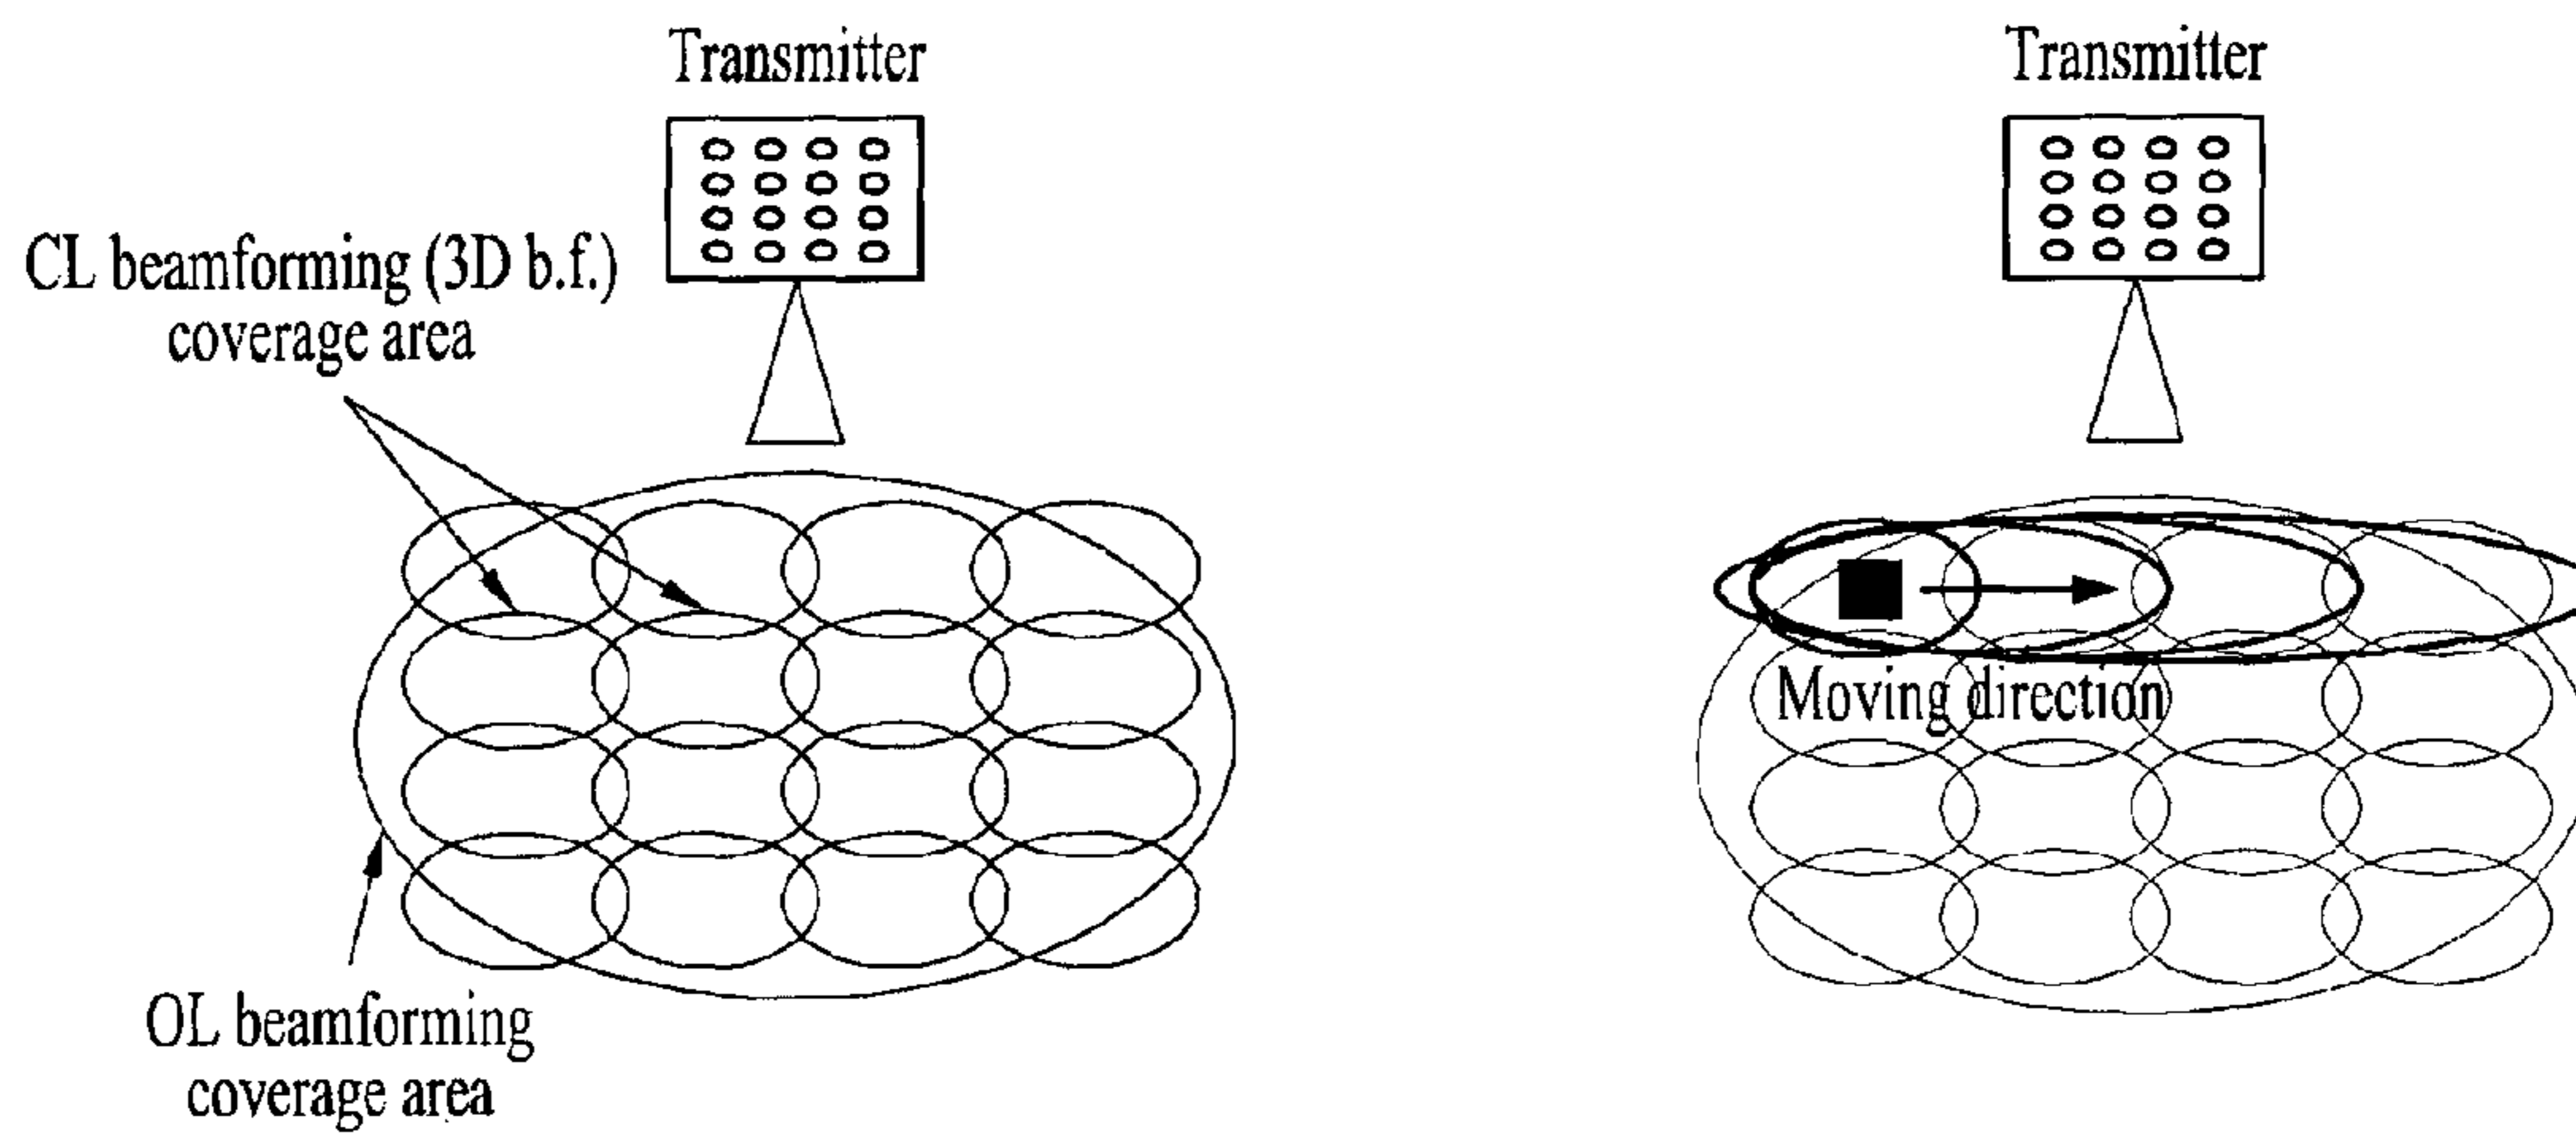 Transmitter
CL beamforming (3D b.f.)
coverage area
OL beamforming
coverage area
Transmitter
Moving direction